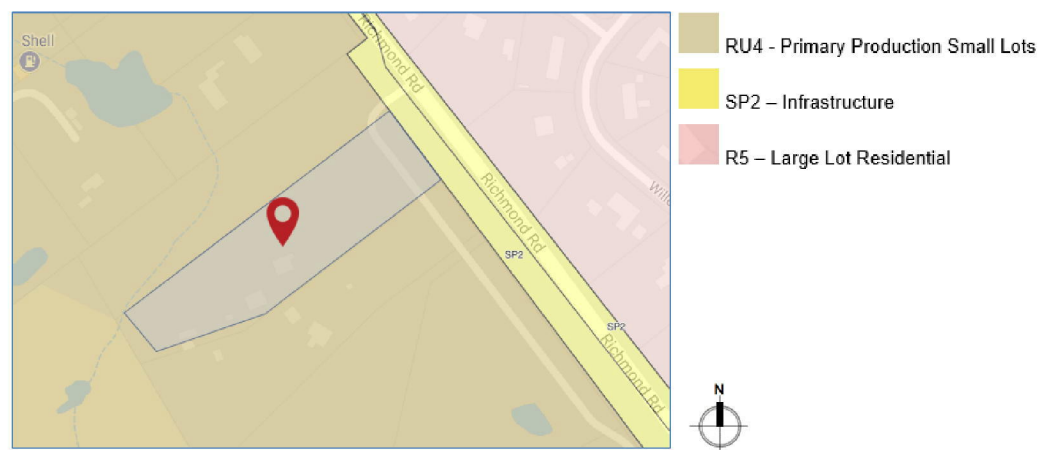 Shell
Richmond Rd
RU4 - Primary Production Small Lots
SP2 – Infrastructure
R5 – Large Lot Residential
Richmond Rd
SP2
SP2
Richmond Rd
N